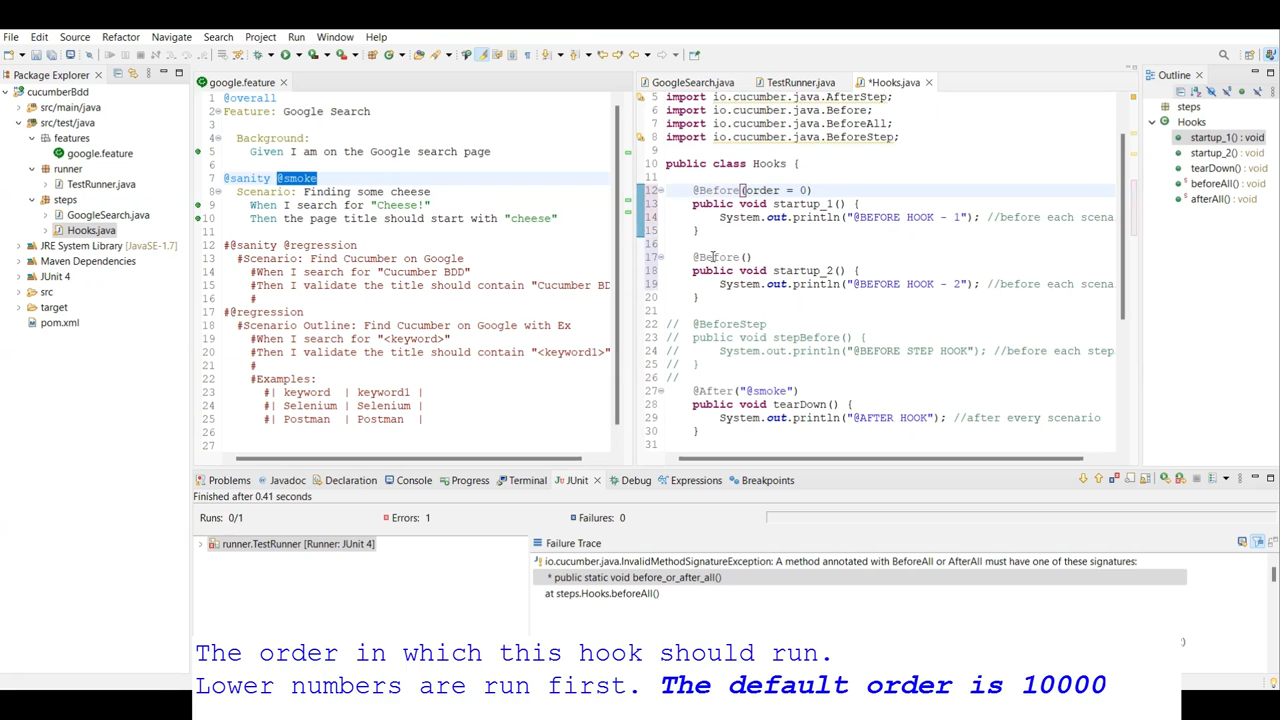 File Edit Source Refactor Navigate Search Project Run Window Help
Package Explorer
cucumberBdd
src/main/java
src/test/java
features
google.feature
runner
TestRunner.java
steps
GoogleSearch.java
Hooks.java
JRE System Library [JavaSE-1.7]
Maven Dependencies
JUnit 4
src
target
pom.xml
google.feature
1 @overall
2 Feature: Google Search
3
4 Background:
5 Given I am on the Google search page
6
7 @sanity @smoke
8 Scenario: Finding some cheese
9 When I search for "Cheese!"
10 Then the page title should start with "cheese"
11
12 #@sanity @regression
13 #Scenario: Find Cucumber on Google
14 #When I search for "Cucumber BDD"
15 #Then I validate the title should contain "Cucumber BD
16 #
17 #@regression
18 #Scenario Outline: Find Cucumber on Google with Ex
19 #When I search for "<keyword>"
20 #Then I validate the title should contain "<keyword1>"
21 #
22 #Examples:
23 #| keyword | keyword1 |
24 #| Selenium | Selenium |
25 #| Postman | Postman |
26
27
GoogleSearch.java TestRunner.java *Hooks.java
5 import io.cucumber.java.AfterStep;
6 import io.cucumber.java.Before;
7 import io.cucumber.java.BeforeAll;
8 import io.cucumber.java.BeforeStep;
9
10 public class Hooks {
11
12 @Before(order = 0)
13 public void startup_1() {
14 System.out.println("@BEFORE HOOK - 1"); //before each scena
15 }
16
17 @Before()
18 public void startup_2() {
19 System.out.println("@BEFORE HOOK - 2"); //before each scena
20 }
21
22 // @BeforeStep
23 // public void stepBefore() {
24 // System.out.println("@BEFORE STEP HOOK"); //before each step
25 // }
26 //
27 @After("@smoke")
28 public void tearDown() {
29 System.out.println("@AFTER HOOK"); //after every scenario
30 }
31
Outline
steps
Hooks
startup_1() : void
startup_2() : void
tearDown() : void
beforeAll() : void
afterAll() : void
Problems Javadoc Declaration Console Progress Terminal JUnit Debug Expressions Breakpoints
Finished after 0.41 seconds
Runs: 0/1 Errors: 1 Failures: 0
runner.TestRunner [Runner: JUnit 4]
Failure Trace
io.cucumber.java.InvalidMethodSignatureException: A method annotated with BeforeAll or AfterAll must have one of these signatures:
* public static void before_or_after_all()
at steps.Hooks.beforeAll()
The order in which this hook should run.
Lower numbers are run first. The default order is 10000